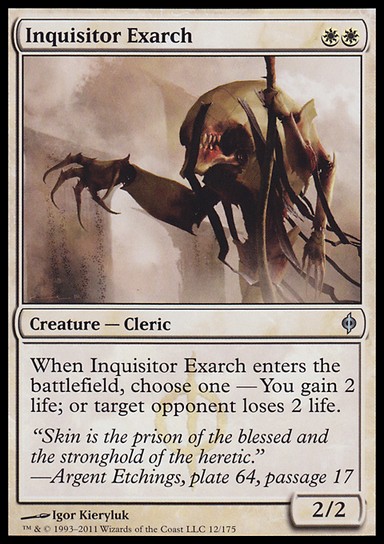 Inquisitor Exarch
Creature — Cleric
When Inquisitor Exarch enters the
battlefield, choose one — You gain 2
life; or target opponent loses 2 life.
“Skin is the prison of the blessed and
the stronghold of the heretic.”
—Argent Etchings, plate 64, passage 17
Igor Kieryluk
2/2
™ & © 1993–2011 Wizards of the Coast LLC 12/175